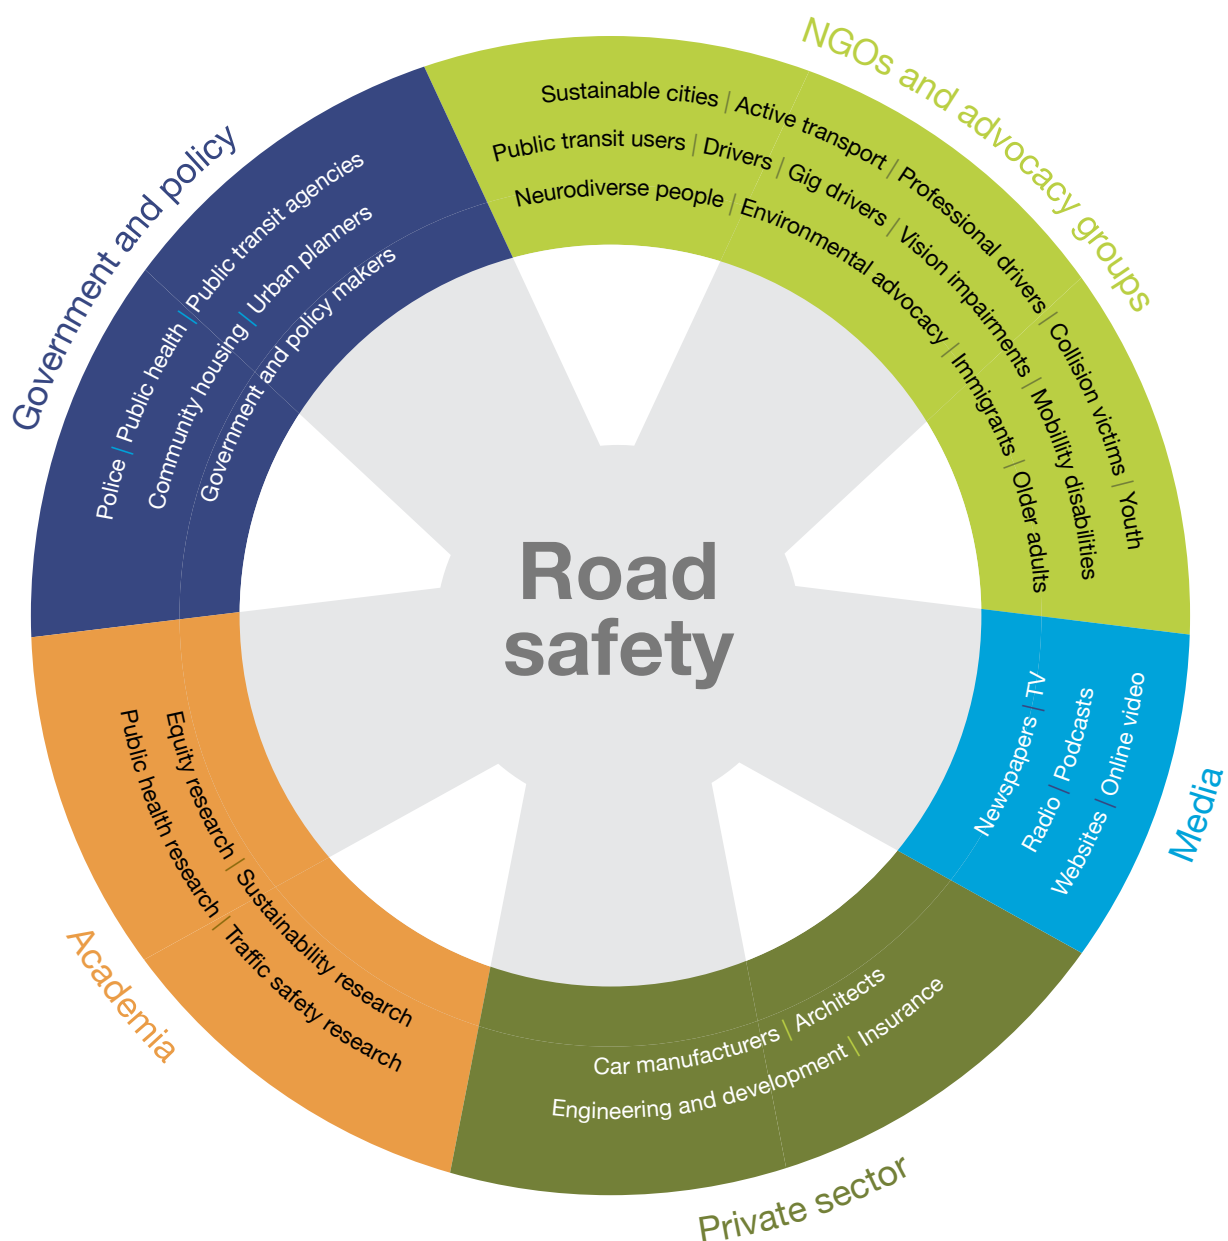 NGOs and advocacy groups
Sustainable cities | Active transport | Professional drivers | Collision victims | Youth
Public transit users | Drivers | Gig drivers | Vision impairments | Mobillity disabilities
Neurodiverse people | Environmental advocacy | Immigrants | Older adults
Government and policy
Police | Public health | Public transit agencies
Community housing | Urban planners
Government and policy makers
Road
safety
Media
Newspapers | TV
Radio | Podcasts
Websites | Online video
Academia
Equity research | Sustainability research
Public health research | Traffic safety research
Private sector
Car manufacturers | Architects
Engineering and development | Insurance